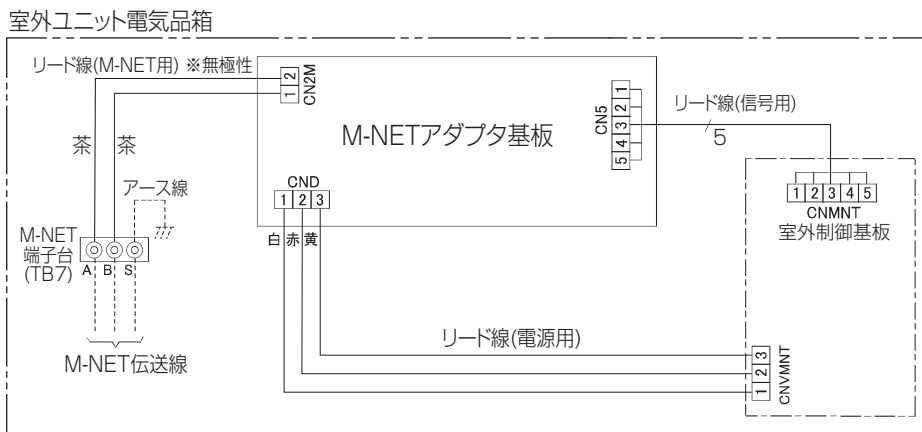 室外ユニット電気品箱
リード線(M-NET用) ※無極性
2
1
CN2M
茶
茶
アース線
M-NET
端子台
(TB7)
A B S
M-NET伝送線
M-NETアダプタ基板
CND
1 2 3
白 赤 黄
CN5
1
2
3
4
5
リード線(信号用)
5
1 2 3 4 5
CNMNT
室外制御基板
リード線(電源用)
3
2
1
CNVMNT